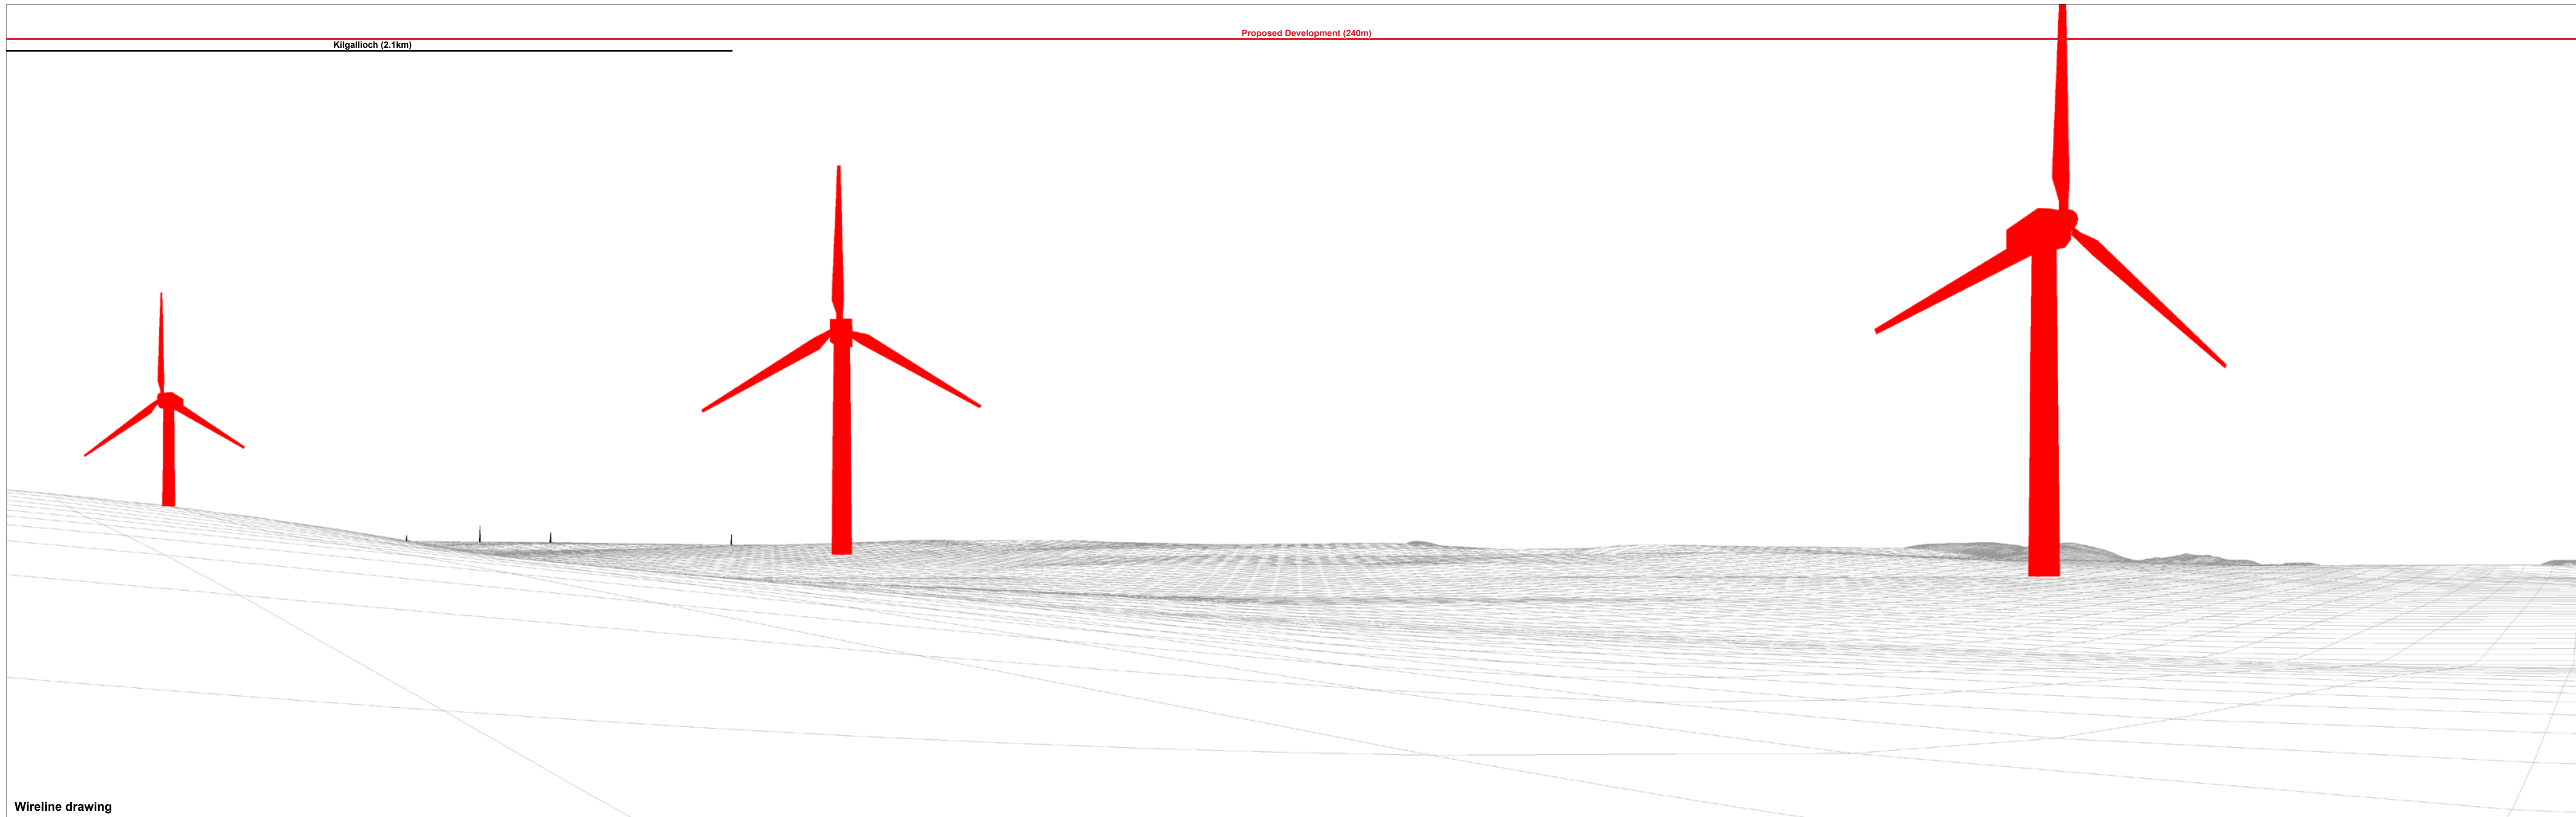 Proposed Development (240m)
Kilgallioch (2.1km)
Wireline drawing